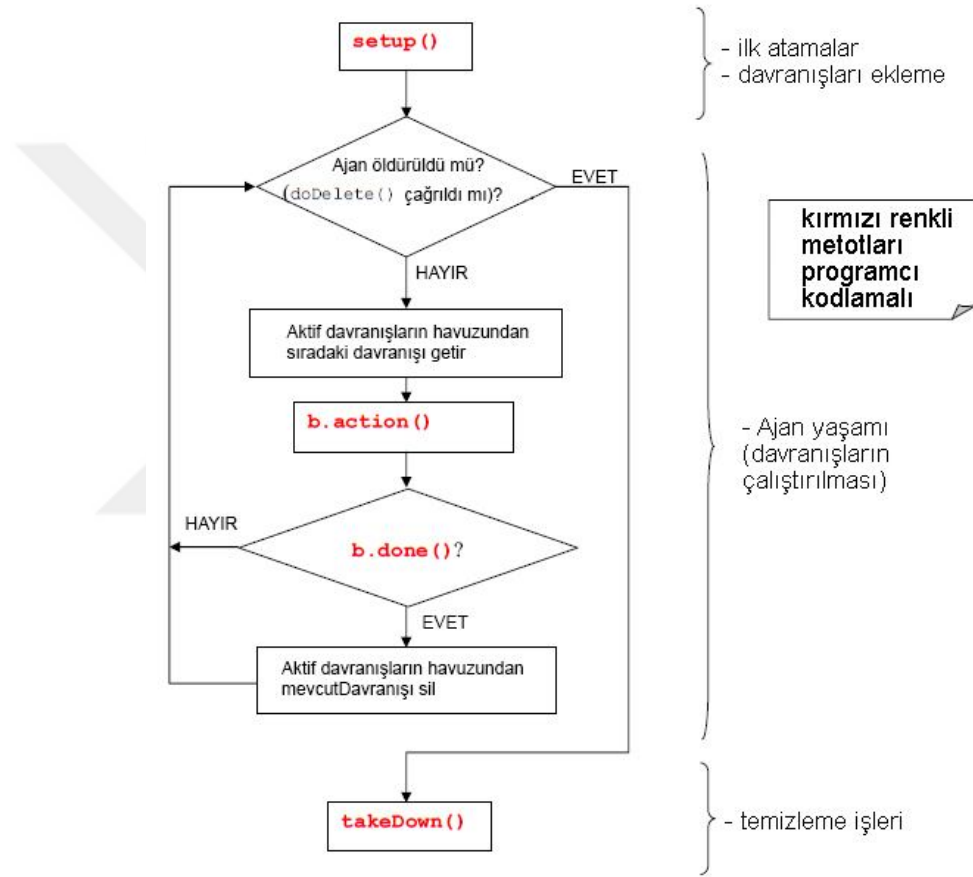 setup()
- ilk atamalar
- davranışları ekleme
Ajan öldürüldü mü?
(doDelete() çağrıldı mı)?
EVET
kırmızı renkli
metotları
programcı
kodlamalı
HAYIR
Aktif davranışların havuzundan
sıradaki davranışı getir
b.action()
- Ajan yaşamı
(davranışların
çalıştırılması)
HAYIR
b.done()?
EVET
Aktif davranışların havuzundan
mevcutDavranışı sil
takeDown()
- temizleme işleri